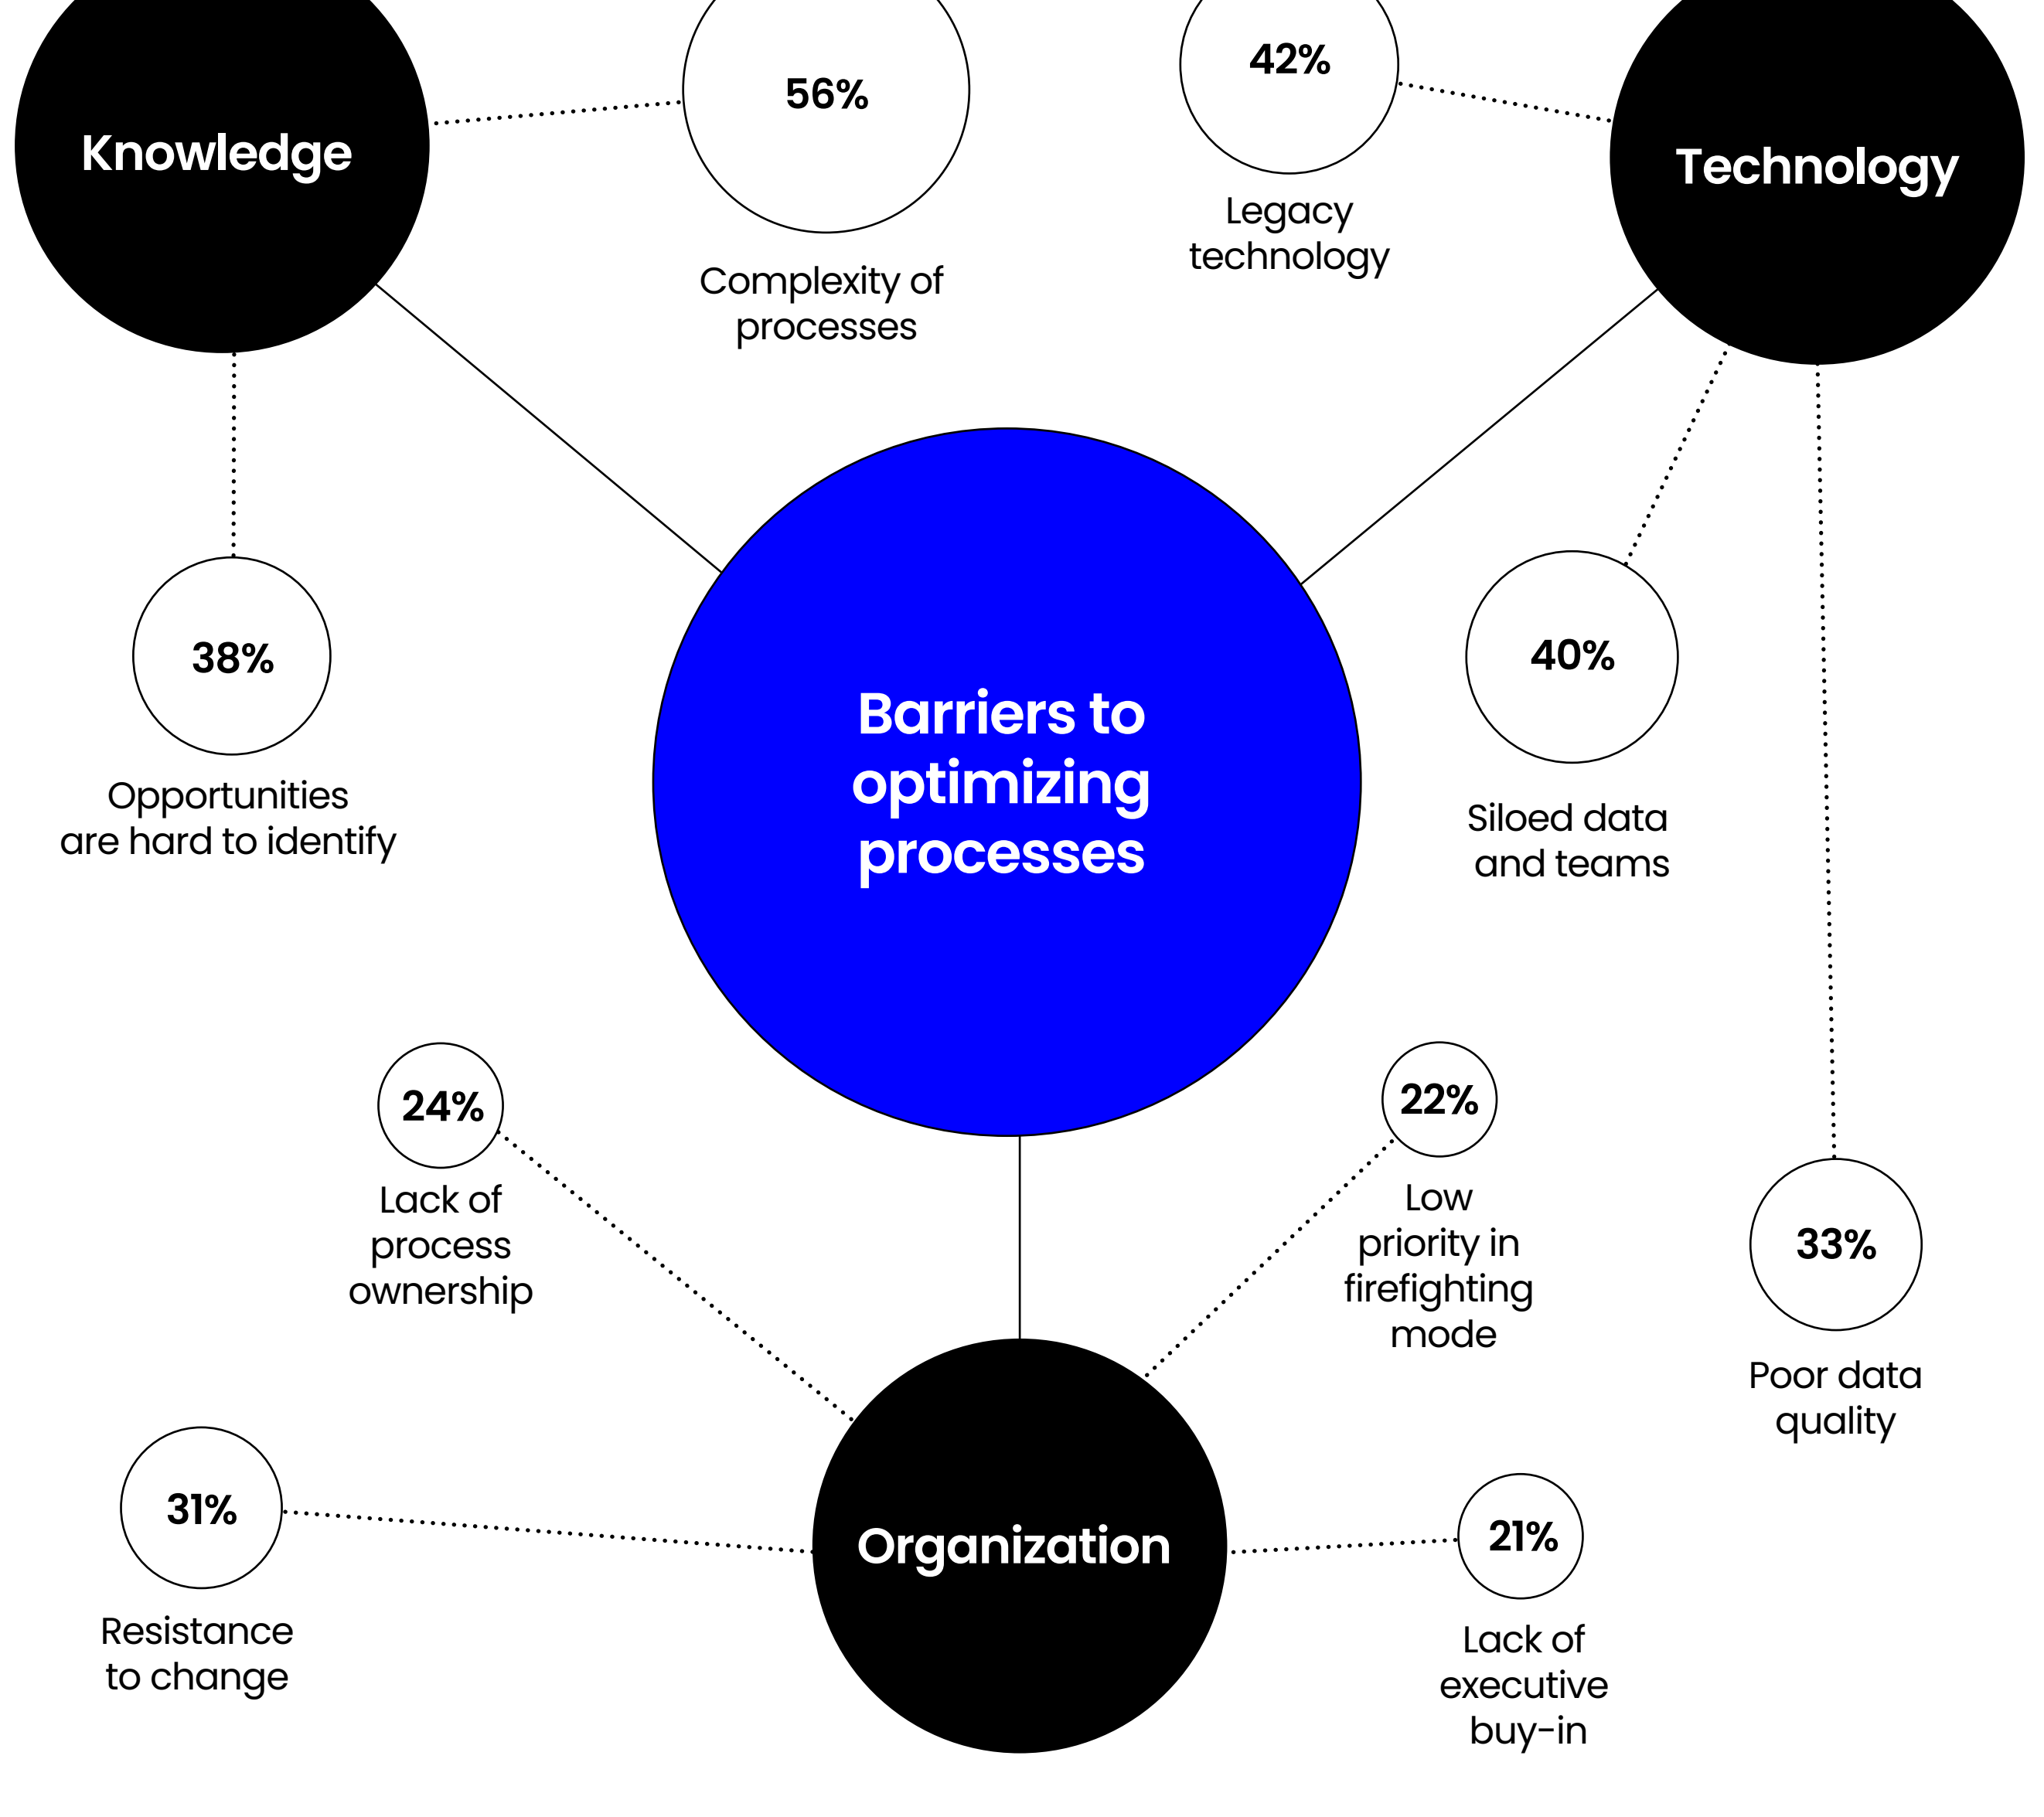 Knowledge
56%
Complexity of
processes
42%
Legacy
technology
Technology
38%
Opportunities
are hard to identify
Barriers to
optimizing
processes
40%
Siloed data
and teams
24%
Lack of
process
ownership
22%
Low
priority in
firefighting
mode
33%
Poor data
quality
31%
Resistance
to change
Organization
21%
Lack of
executive
buy-in